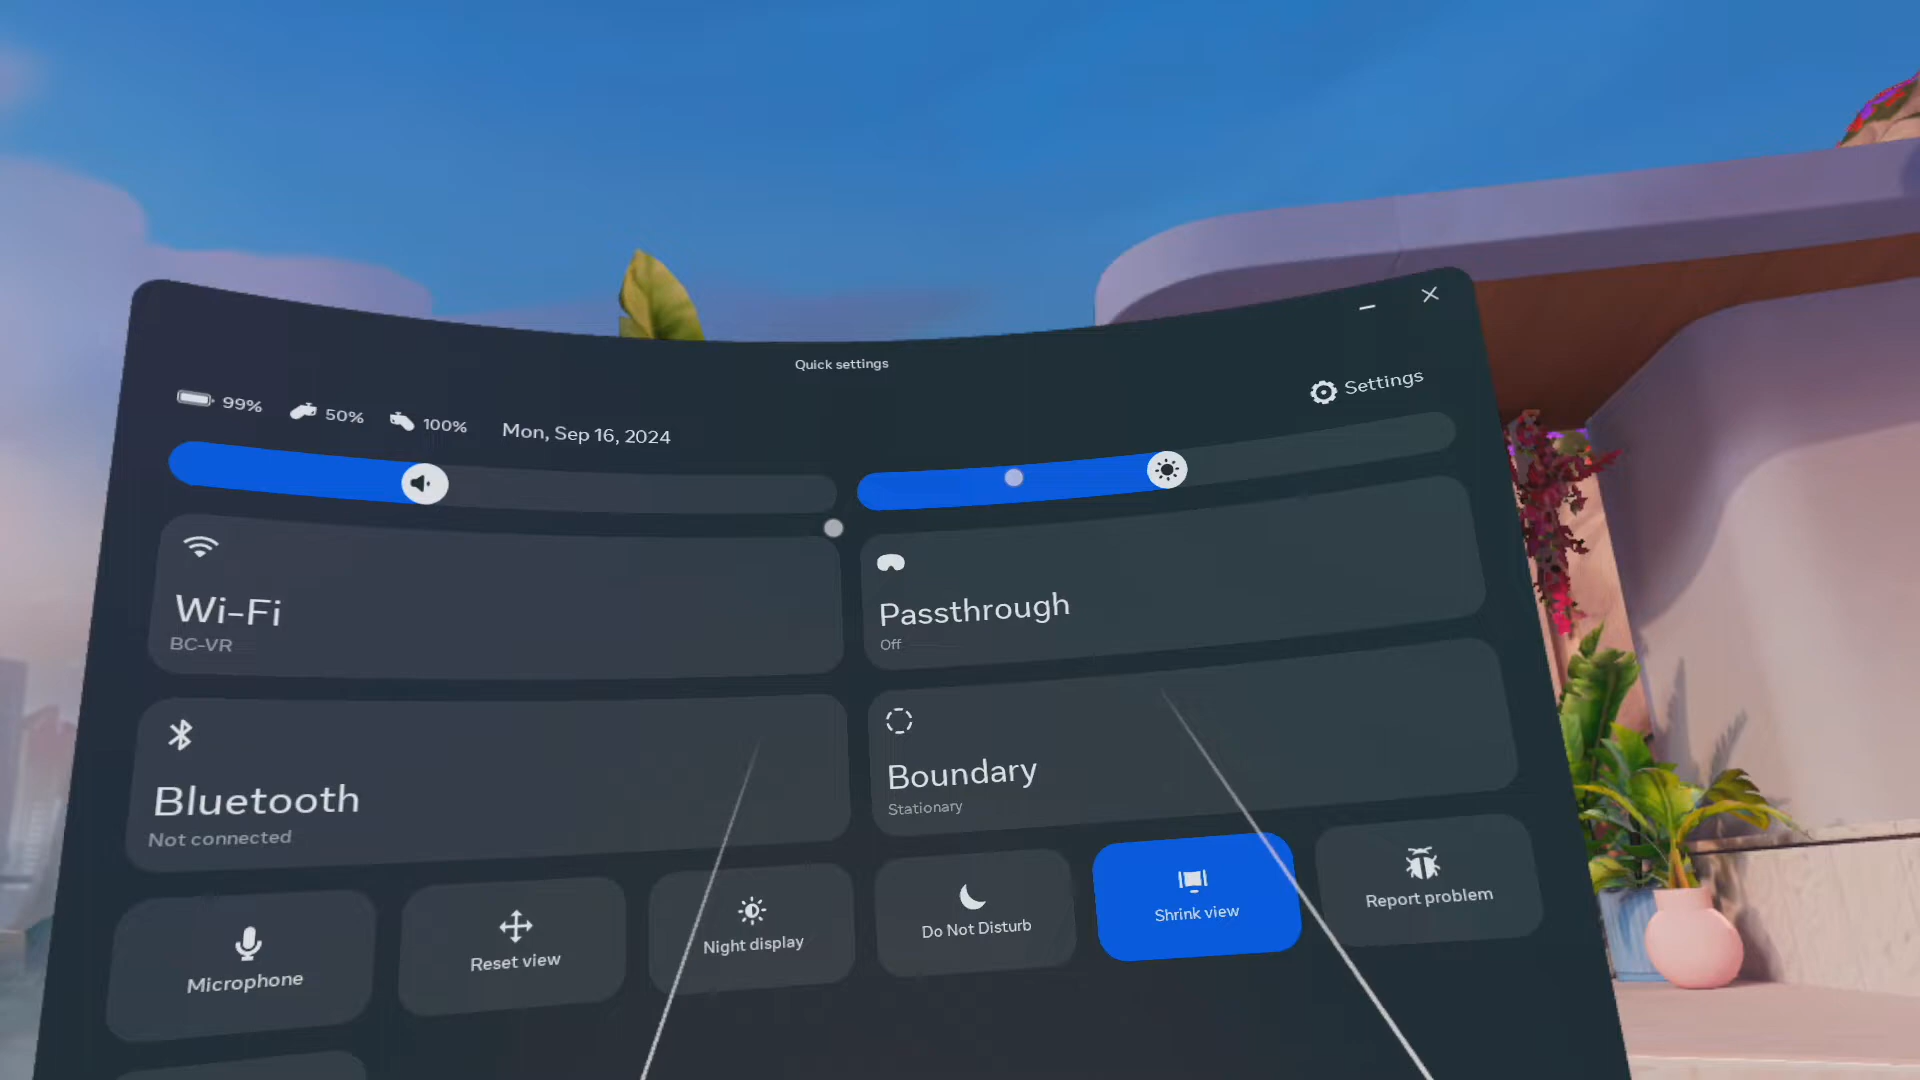 Quick settings
99% 50% 100% Mon, Sep 16, 2024
Settings
Wi-Fi
BC-VR
Passthrough
Off
Bluetooth
Not connected
Boundary
Stationary
Microphone
Reset view
Night display
Do Not Disturb
Shrink view
Report problem